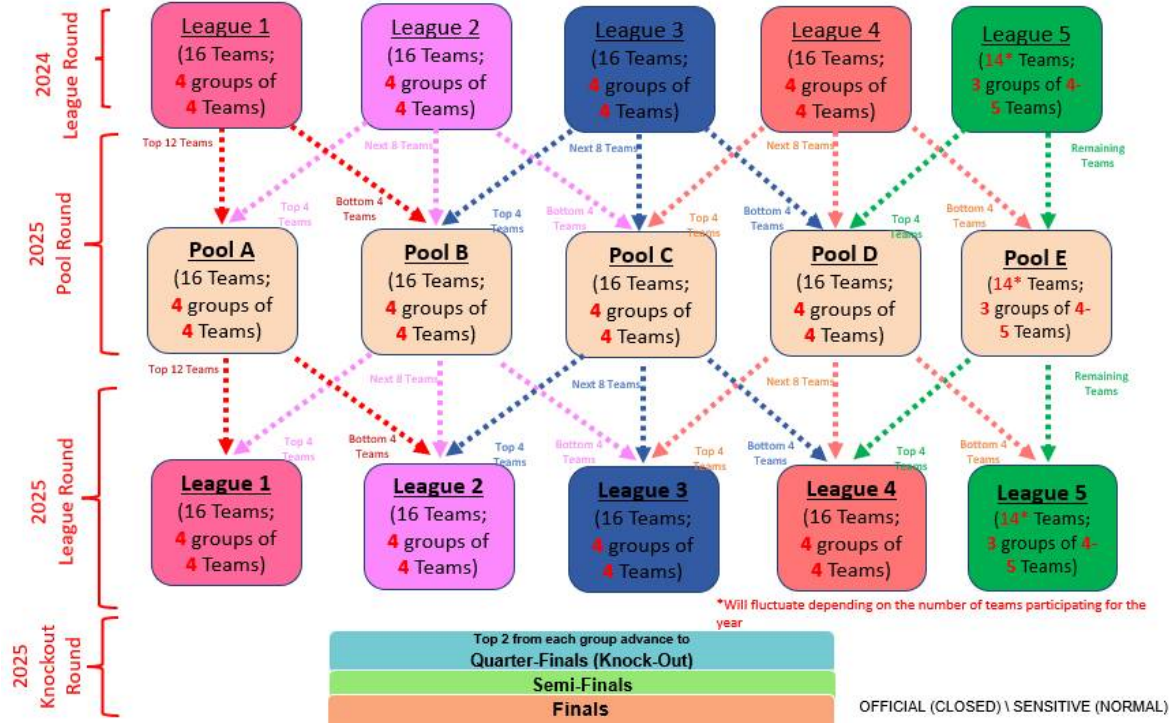 2024
League Round
League 1
(16 Teams;
4 groups of
4 Teams)
League 2
(16 Teams;
4 groups of
4 Teams)
League 3
(16 Teams;
4 groups of
4 Teams)
League 4
(16 Teams;
4 groups of
4 Teams)
League 5
(14* Teams;
3 groups of 4-
5 Teams)
Top 12 Teams
Next 8 Teams
Next 8 Teams
Next 8 Teams
Remaining
Teams
Top 4
Teams
Bottom 4
Teams
Top 4
Teams
Bottom 4
Teams
Top 4
Teams
Bottom 4
Teams
Top 4
Teams
Bottom 4
Teams
2025
Pool Round
Pool A
(16 Teams;
4 groups of
4 Teams)
Pool B
(16 Teams;
4 groups of
4 Teams)
Pool C
(16 Teams;
4 groups of
4 Teams)
Pool D
(16 Teams;
4 groups of
4 Teams)
Pool E
(14* Teams;
3 groups of 4-
5 Teams)
Top 12 Teams
Next 8 Teams
Next 8 Teams
Next 8 Teams
Remaining
Teams
Top 4
Teams
Bottom 4
Teams
Top 4
Teams
Bottom 4
Teams
Top 4
Teams
Bottom 4
Teams
Top 4
Teams
Bottom 4
Teams
2025
League Round
League 1
(16 Teams;
4 groups of
4 Teams)
League 2
(16 Teams;
4 groups of
4 Teams)
League 3
(16 Teams;
4 groups of
4 Teams)
League 4
(16 Teams;
4 groups of
4 Teams)
League 5
(14* Teams;
3 groups of 4-
5 Teams)
*Will fluctuate depending on the number of teams participating for the
year
2025
Knockout
Round
Top 2 from each group advance to
Quarter-Finals (Knock-Out)
Semi-Finals
Finals
OFFICIAL (CLOSED) \ SENSITIVE (NORMAL)